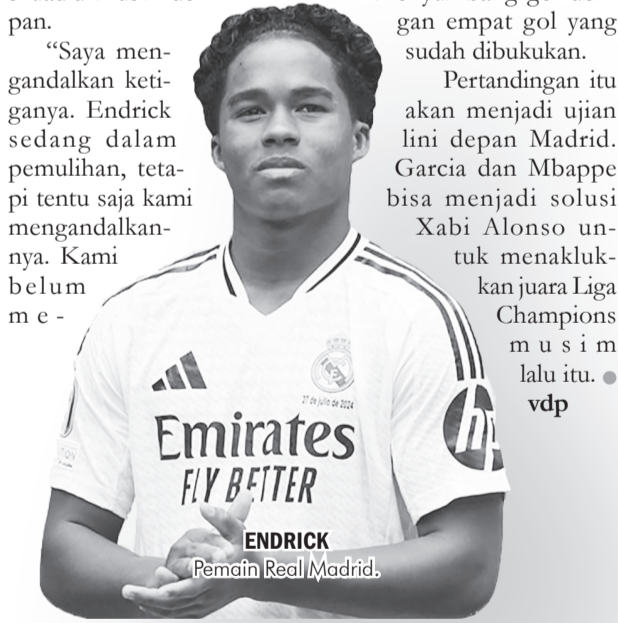 pan.
“Saya men-
gandalkan keti-
ganya. Endrick
sedang dalam
pemulihan, teta-
pi tentu saja kami
mengandalkan-
nya. Kami
belum
me-
gan empat gol yang
sudah dibukukan.
Pertandingan itu
akan menjadi ujian
lini depan Madrid.
Garcia dan Mbappe
bisa menjadi solusi
Xabi Alonso un-
tuk menakluk-
kan juara Liga
Champions
musim
lalu itu.
vdp
27 de julio de 2024
Emirates
FLY BETTER
hp
ENDRICK
Pemain Real Madrid.